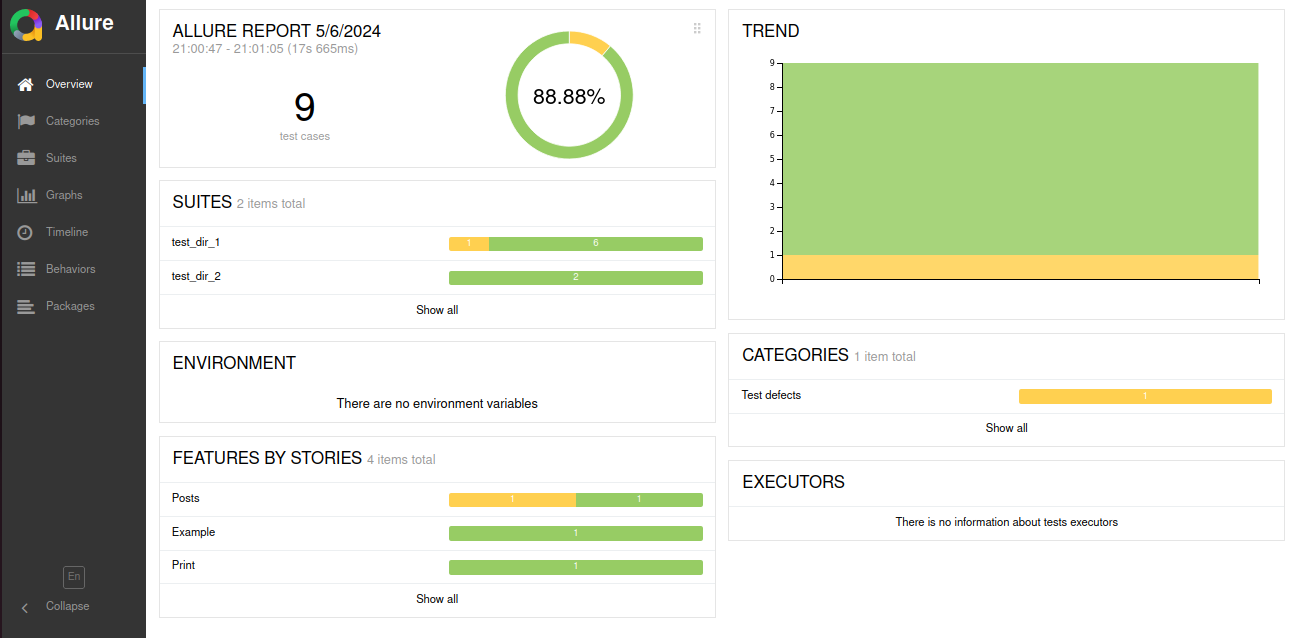 Allure
Overview
Categories
Suites
Graphs
Timeline
Behaviors
Packages
En
Collapse
ALLURE REPORT 5/6/2024
21:00:47 - 21:01:05 (17s 665ms)
9
test cases
88.88%
SUITES 2 items total
test_dir_1 1 6
test_dir_2 2
Show all
ENVIRONMENT
There are no environment variables
FEATURES BY STORIES 4 items total
Posts 1 1
Example 1
Print 1
Show all
TREND
9
8
7
6
5
4
3
2
1
0
CATEGORIES 1 item total
Test defects 1
Show all
EXECUTORS
There is no information about tests executors